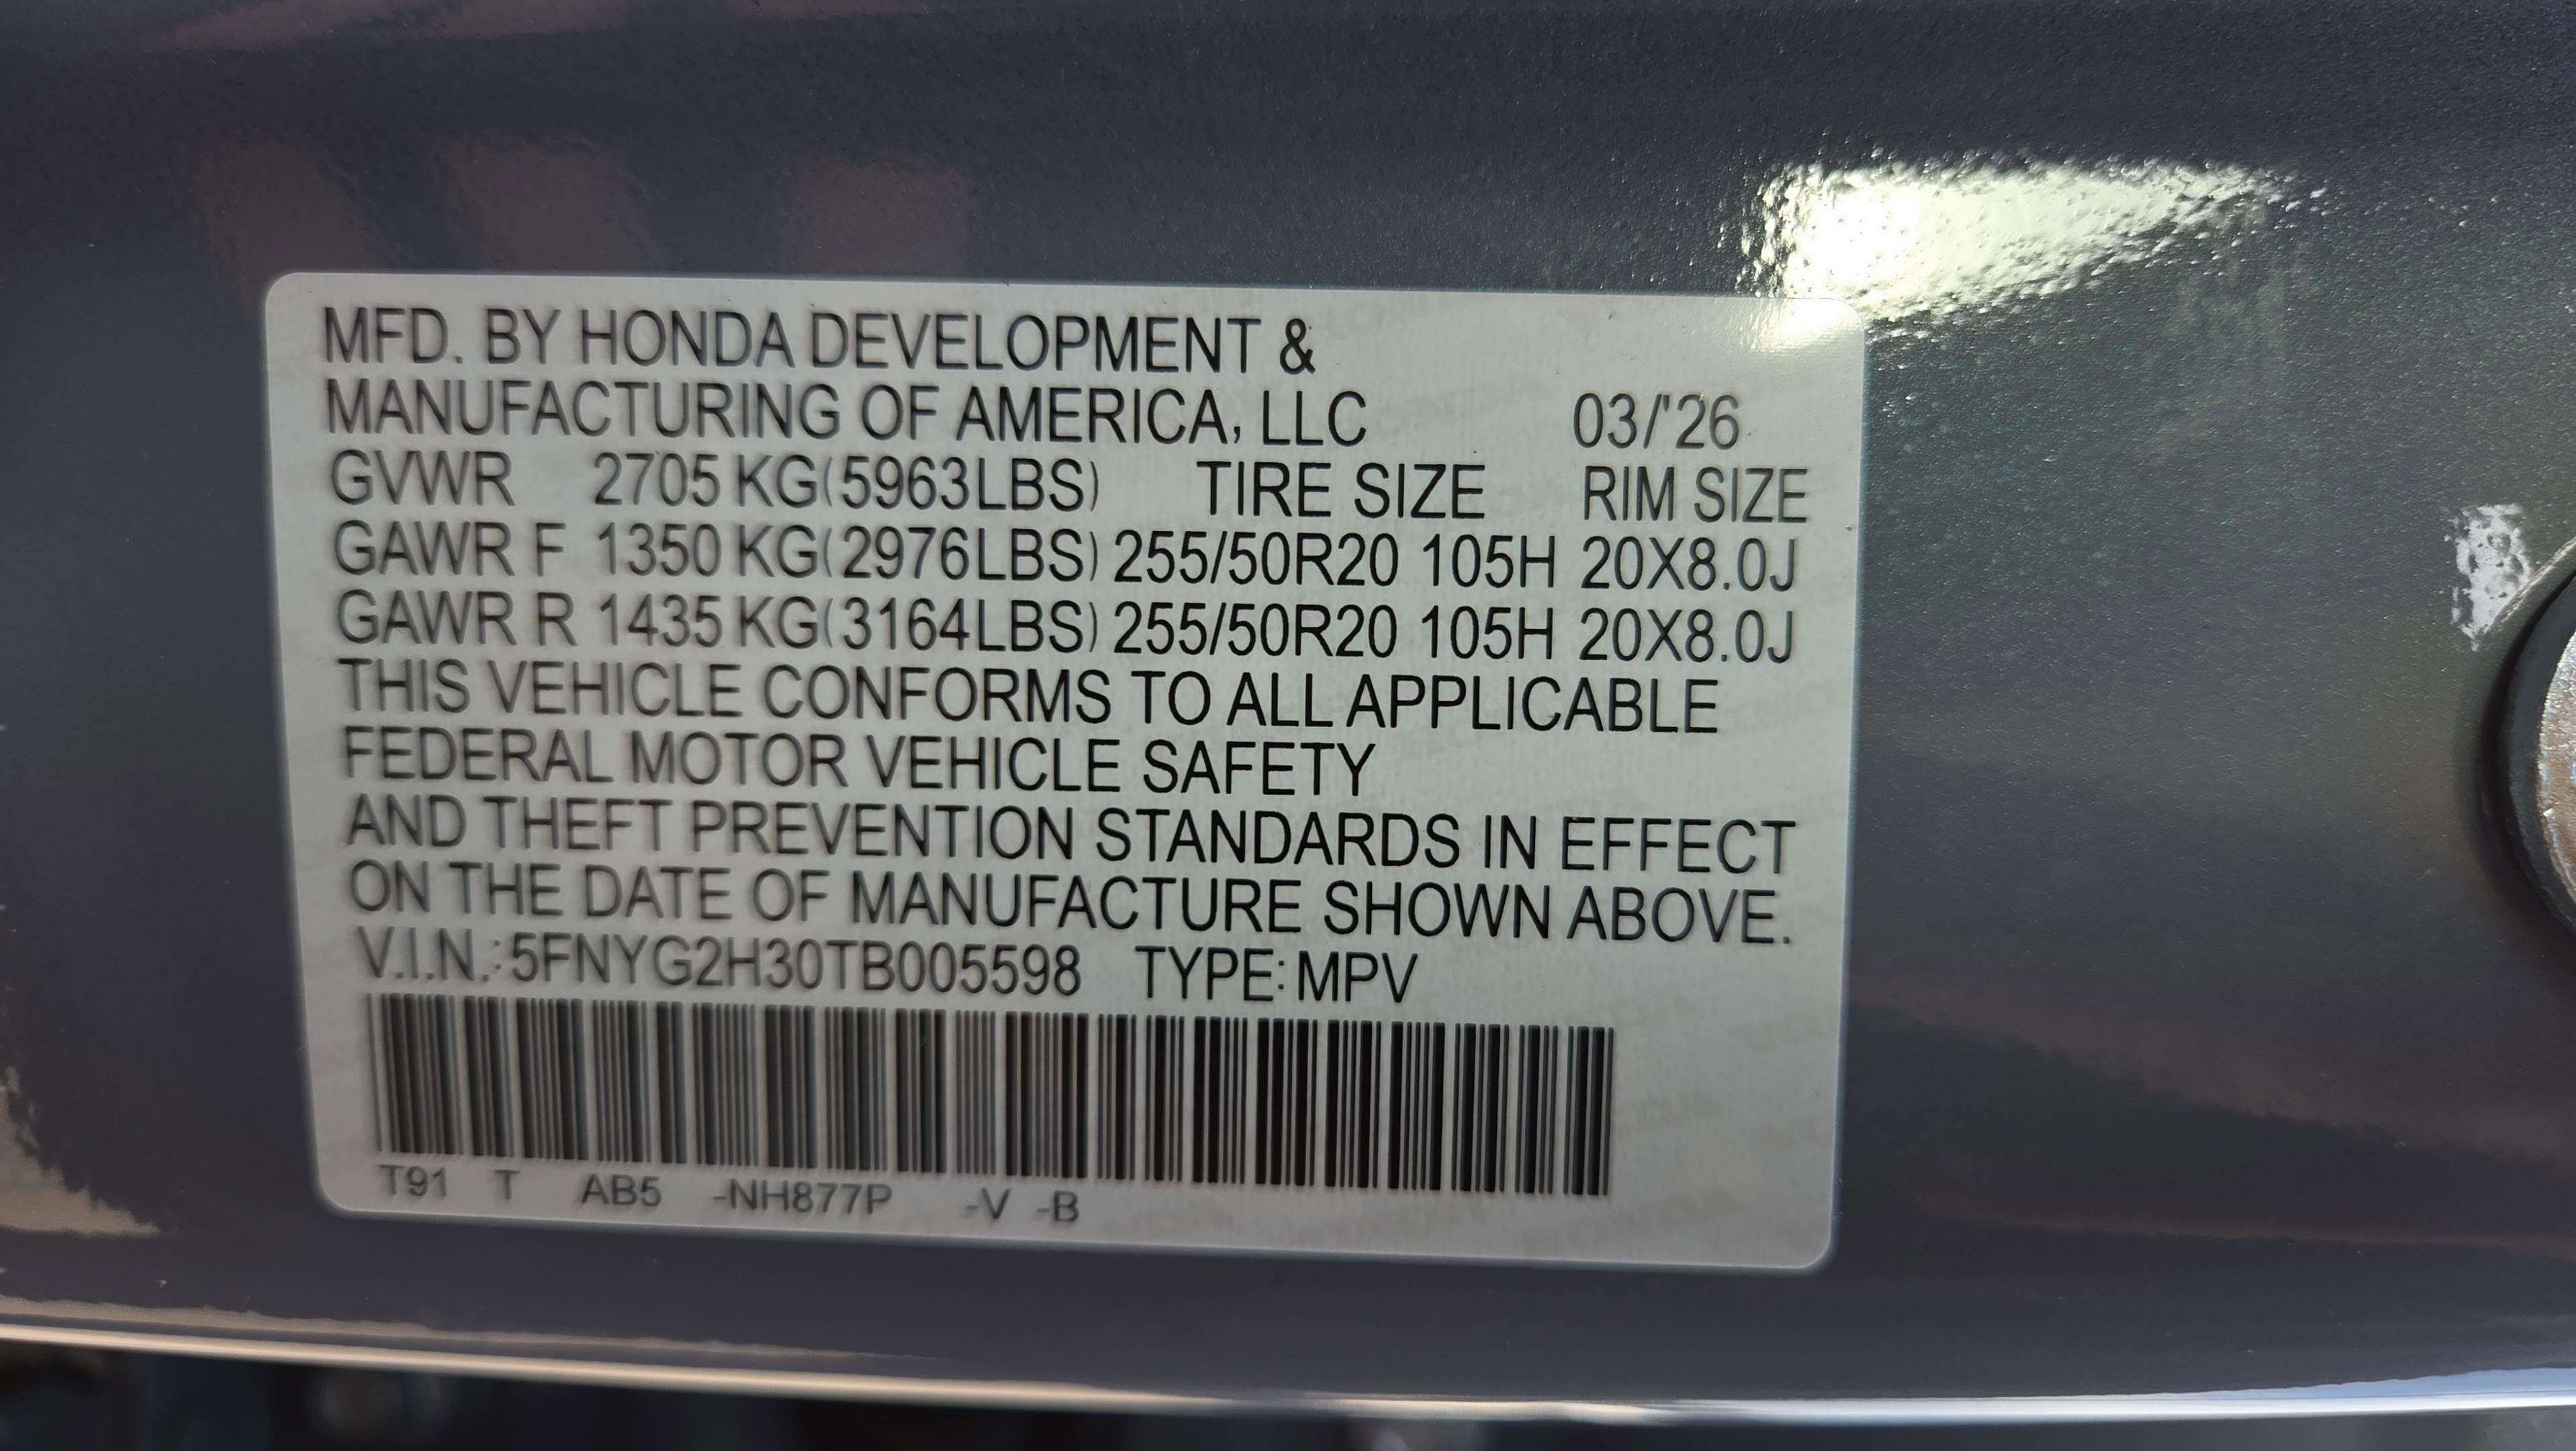 MFD. BY HONDA DEVELOPMENT &
MANUFACTURING OF AMERICA, LLC 03/'26
GVWR 2705 KG(5963LBS) TIRE SIZE RIM SIZE
GAWR F 1350 KG(2976LBS) 255/50R20 105H 20X8.0J
GAWR R 1435 KG(3164LBS) 255/50R20 105H 20X8.0J
THIS VEHICLE CONFORMS TO ALL APPLICABLE
FEDERAL MOTOR VEHICLE SAFETY
AND THEFT PREVENTION STANDARDS IN EFFECT
ON THE DATE OF MANUFACTURE SHOWN ABOVE.
V.I.N.: 5FNYG2H30TB005598 TYPE: MPV
T91 T AB5 -NH877P -V -B